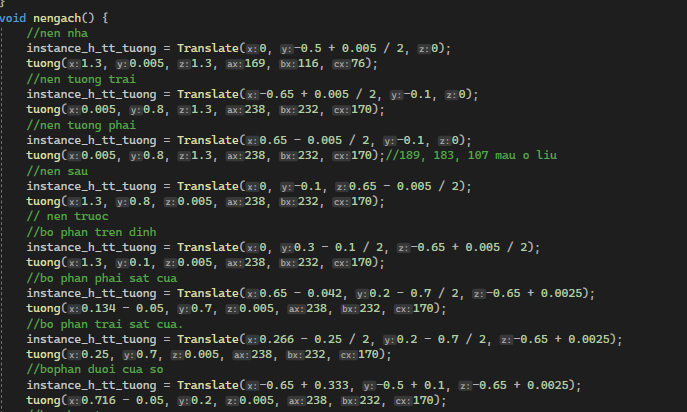 }
void nengach() {
//nen nha
instance_h_tt_tuong = Translate(x:0, y:-0.5 + 0.005 / 2, z:0);
tuong(x:1.3, y:0.005, z:1.3, ax:169, bx:116, cx:76);
//nen tuong trai
instance_h_tt_tuong = Translate(x:-0.65 + 0.005 / 2, y:-0.1, z:0);
tuong(x:0.005, y:0.8, z:1.3, ax:238, bx:232, cx:170);
//nen tuong phai
instance_h_tt_tuong = Translate(x:0.65 - 0.005 / 2, y:-0.1, z:0);
tuong(x:0.005, y:0.8, z:1.3, ax:238, bx:232, cx:170);//189, 183, 107 mau o liu
//nen sau
instance_h_tt_tuong = Translate(x:0, y:-0.1, z:0.65 - 0.005 / 2);
tuong(x:1.3, y:0.8, z:0.005, ax:238, bx:232, cx:170);
// nen truoc
//bo phan tren dinh
instance_h_tt_tuong = Translate(x:0, y:0.3 - 0.1 / 2, z:-0.65 + 0.005 / 2);
tuong(x:1.3, y:0.1, z:0.005, ax:238, bx:232, cx:170);
//bo phan phai sat cua
instance_h_tt_tuong = Translate(x:0.65 - 0.042, y:0.2 - 0.7 / 2, z:-0.65 + 0.0025);
tuong(x:0.134 - 0.05, y:0.7, z:0.005, ax:238, bx:232, cx:170);
//bo phan trai sat cua.
instance_h_tt_tuong = Translate(x:0.266 - 0.25 / 2, y:0.2 - 0.7 / 2, z:-0.65 + 0.0025);
tuong(x:0.25, y:0.7, z:0.005, ax:238, bx:232, cx:170);
//bophan duoi cua so
instance_h_tt_tuong = Translate(x:-0.65 + 0.333, y:-0.5 + 0.1, z:-0.65 + 0.0025);
tuong(x:0.716 - 0.05, y:0.2, z:0.005, ax:238, bx:232, cx:170);